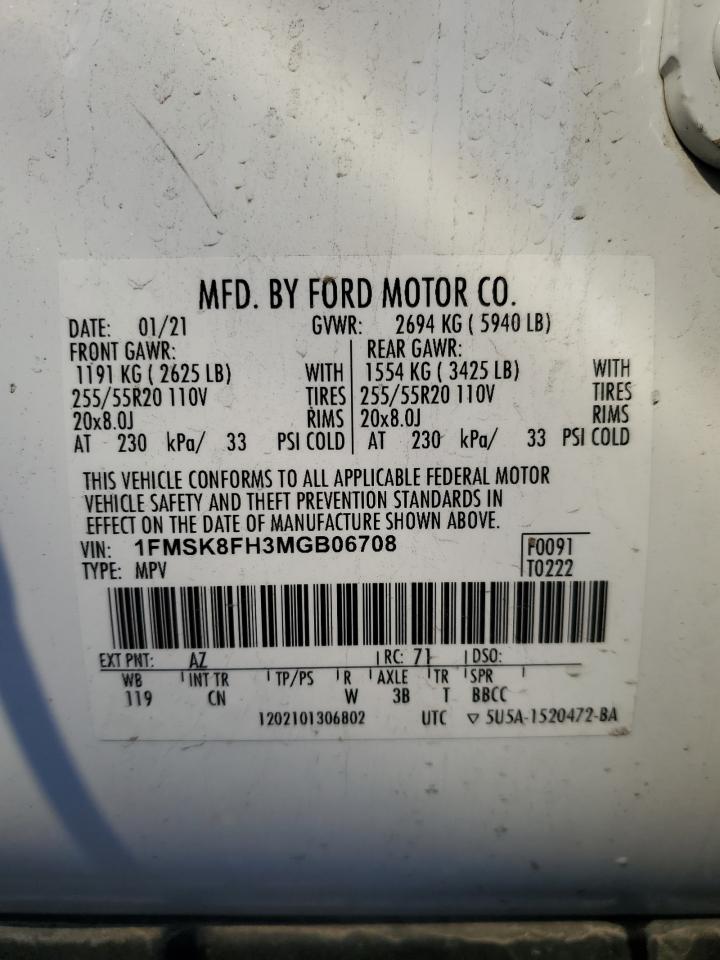 MFD. BY FORD MOTOR CO.
DATE: 01/21 GVWR: 2694 KG ( 5940 LB)
FRONT GAWR: REAR GAWR:
1191 KG ( 2625 LB) WITH 1554 KG ( 3425 LB) WITH
255/55R20 110V TIRES 255/55R20 110V TIRES
20x8.0J RIMS 20x8.0J RIMS
AT 230 kPa/ 33 PSI COLD AT 230 kPa/ 33 PSI COLD
THIS VEHICLE CONFORMS TO ALL APPLICABLE FEDERAL MOTOR
VEHICLE SAFETY AND THEFT PREVENTION STANDARDS IN
EFFECT ON THE DATE OF MANUFACTURE SHOWN ABOVE.
VIN: 1FMSK8FH3MGB06708 F0091
TYPE: MPV T0222
EXT PNT: AZ RC: 71 DSO:
WB INT TR TP/PS R AXLE TR SPR
119 CN W 3B T BBCC
1202101306802 UTC ▽ 5U5A-1520472-BA